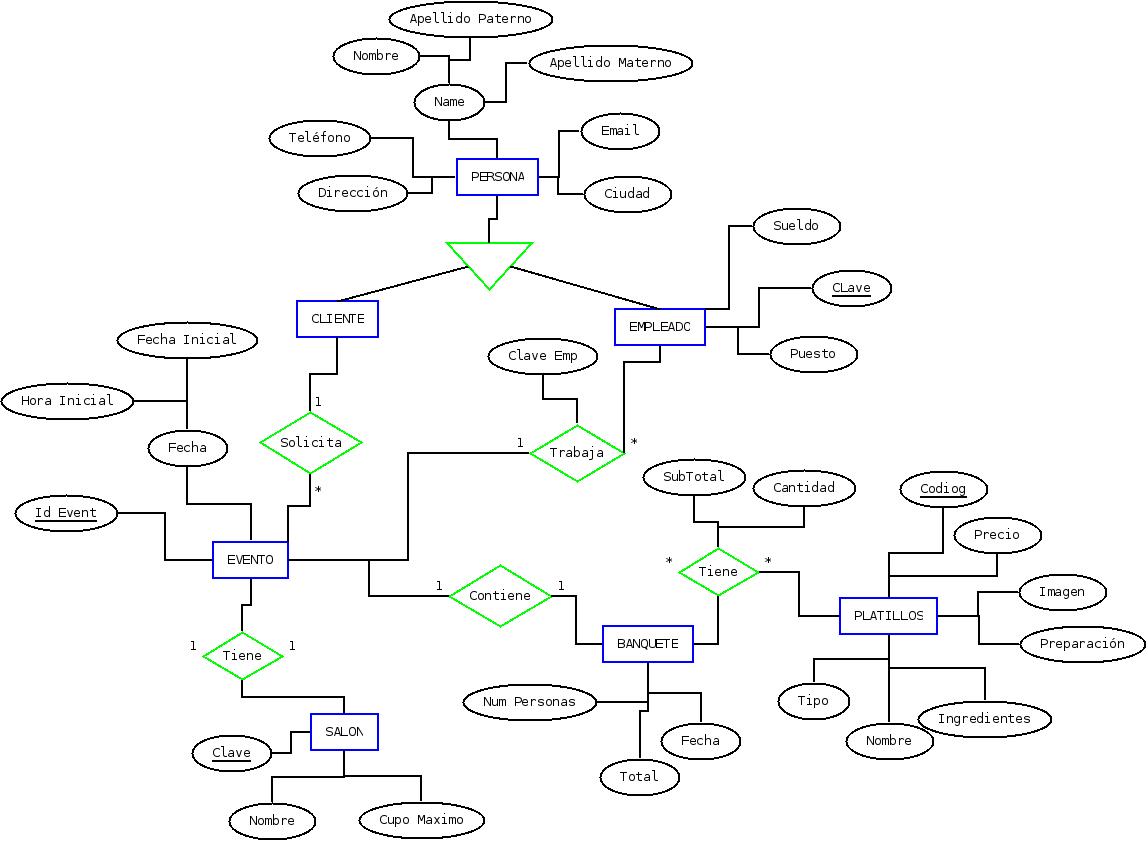 Apellido Paterno
Nombre
Apellido Materno
Name
Teléfono
Email
PERSONA
Dirección
Ciudad
Sueldo
CLave
CLIENTE
EMPLEADO
Fecha Inicial
Clave Emp
Puesto
Hora Inicial
1
Solicita
Fecha
1
Trabaja
*
*
SubTotal
Cantidad
Codiog
Id Event
Precio
EVENTO
*
Tiene
*
1
Contiene
1
Imagen
PLATILLOS
BANQUETE
Preparación
1
Tiene
1
Num Personas
Tipo
Ingredientes
SALON
Clave
Fecha
Nombre
Total
Nombre
Cupo Maximo